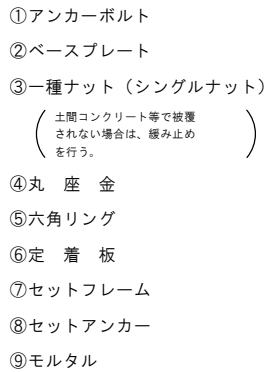 ①アンカーボルト
②ベースプレート
③一種ナット（シングルナット）
土間コンクリート等で被覆
されない場合は、緩み止め
を行う。
④丸　座　金
⑤六角リング
⑥定　着　板
⑦セットフレーム
⑧セットアンカー
⑨モルタル